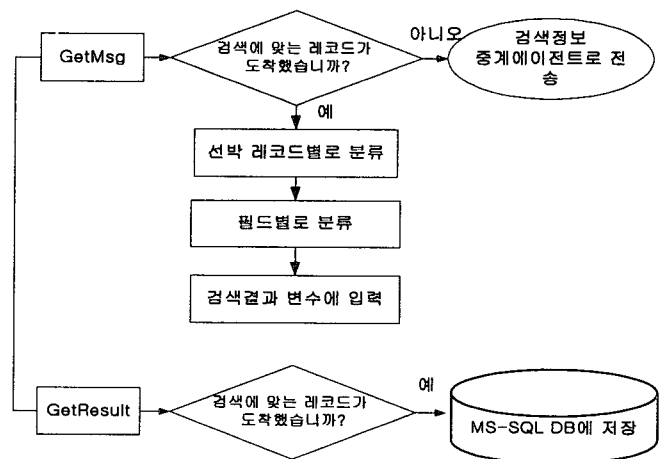 GetMsg
검색에 맞는 레코드가
도착했습니까?
아니오
검색정보
중계에이전트로 전
송
예
선박 레코드별로 분류
필드별로 분류
검색결과 변수에 입력
GetResult
검색에 맞는 레코드가
도착했습니까?
예
MS-SQL DB에 저장